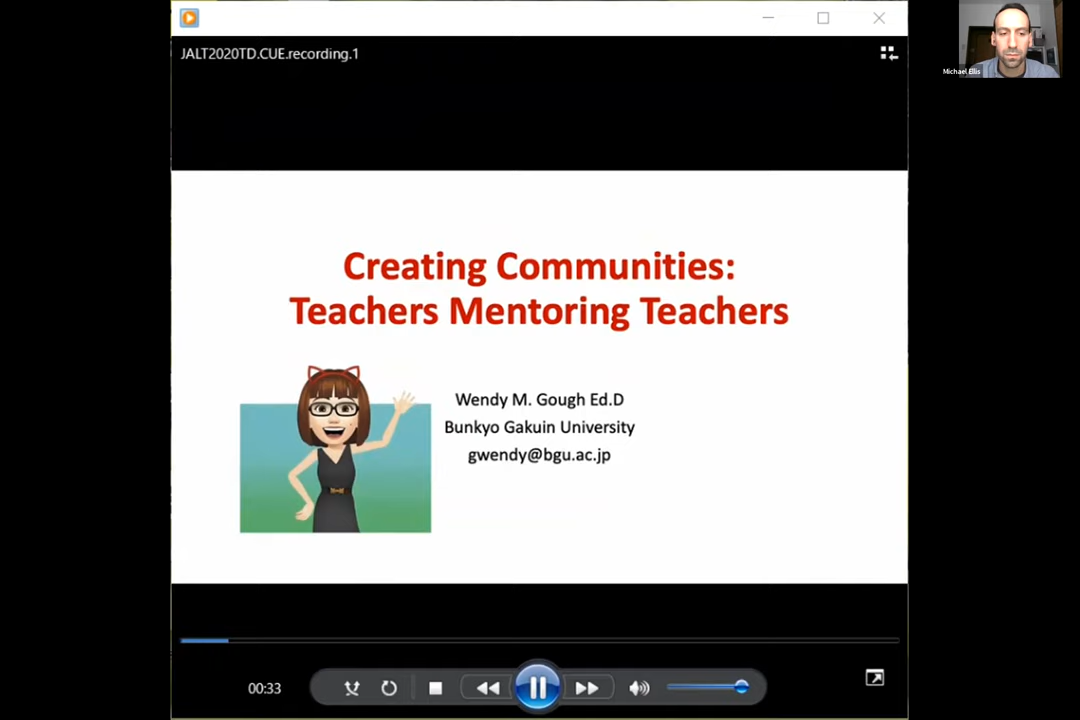 JALT2020TD.CUE.recording.1
Michael Ellis
Creating Communities:
Teachers Mentoring Teachers
Wendy M. Gough Ed.D
Bunkyo Gakuin University
gwendy@bgu.ac.jp
00:33